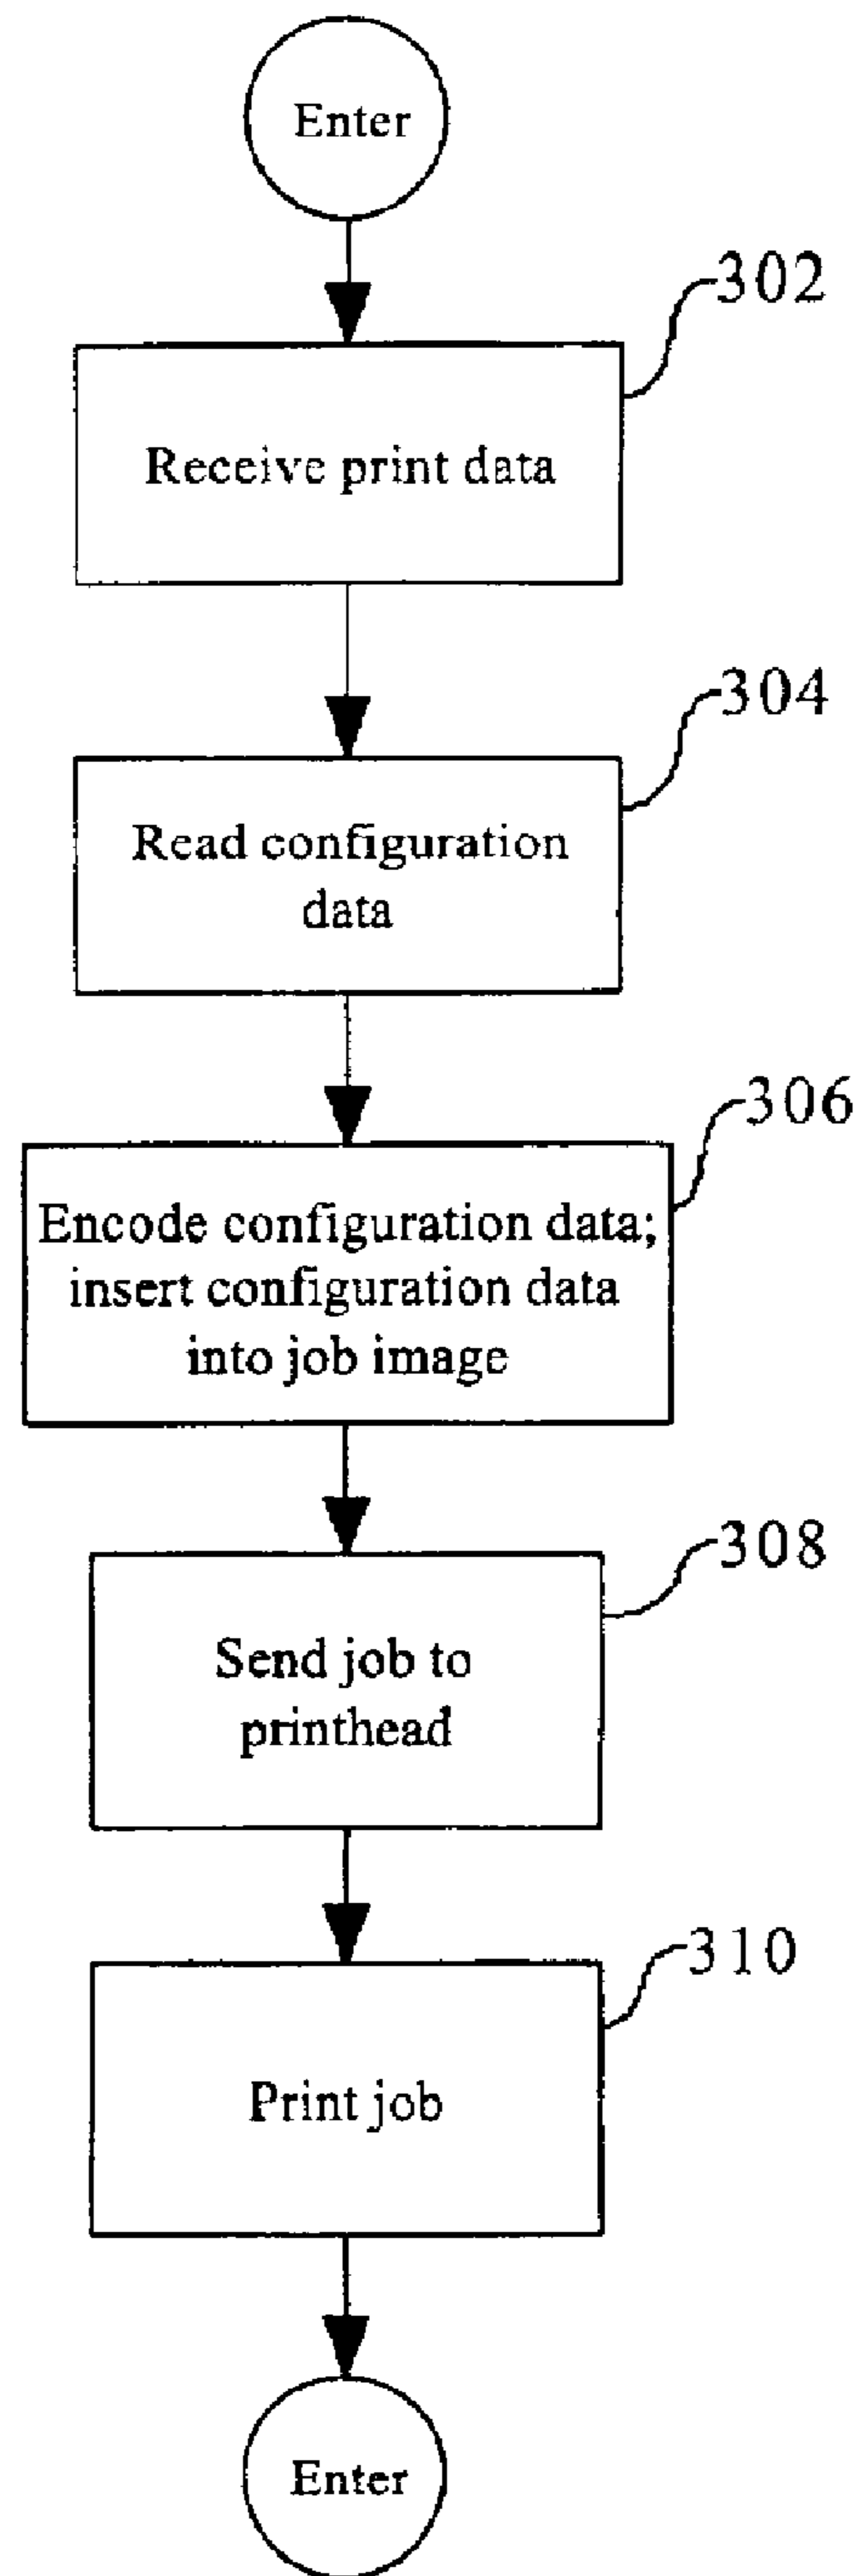 Enter
302
Receive print data
304
Read configuration
data
306
Encode configuration data;
insert configuration data
into job image
308
Send job to
printhead
310
Print job
Enter